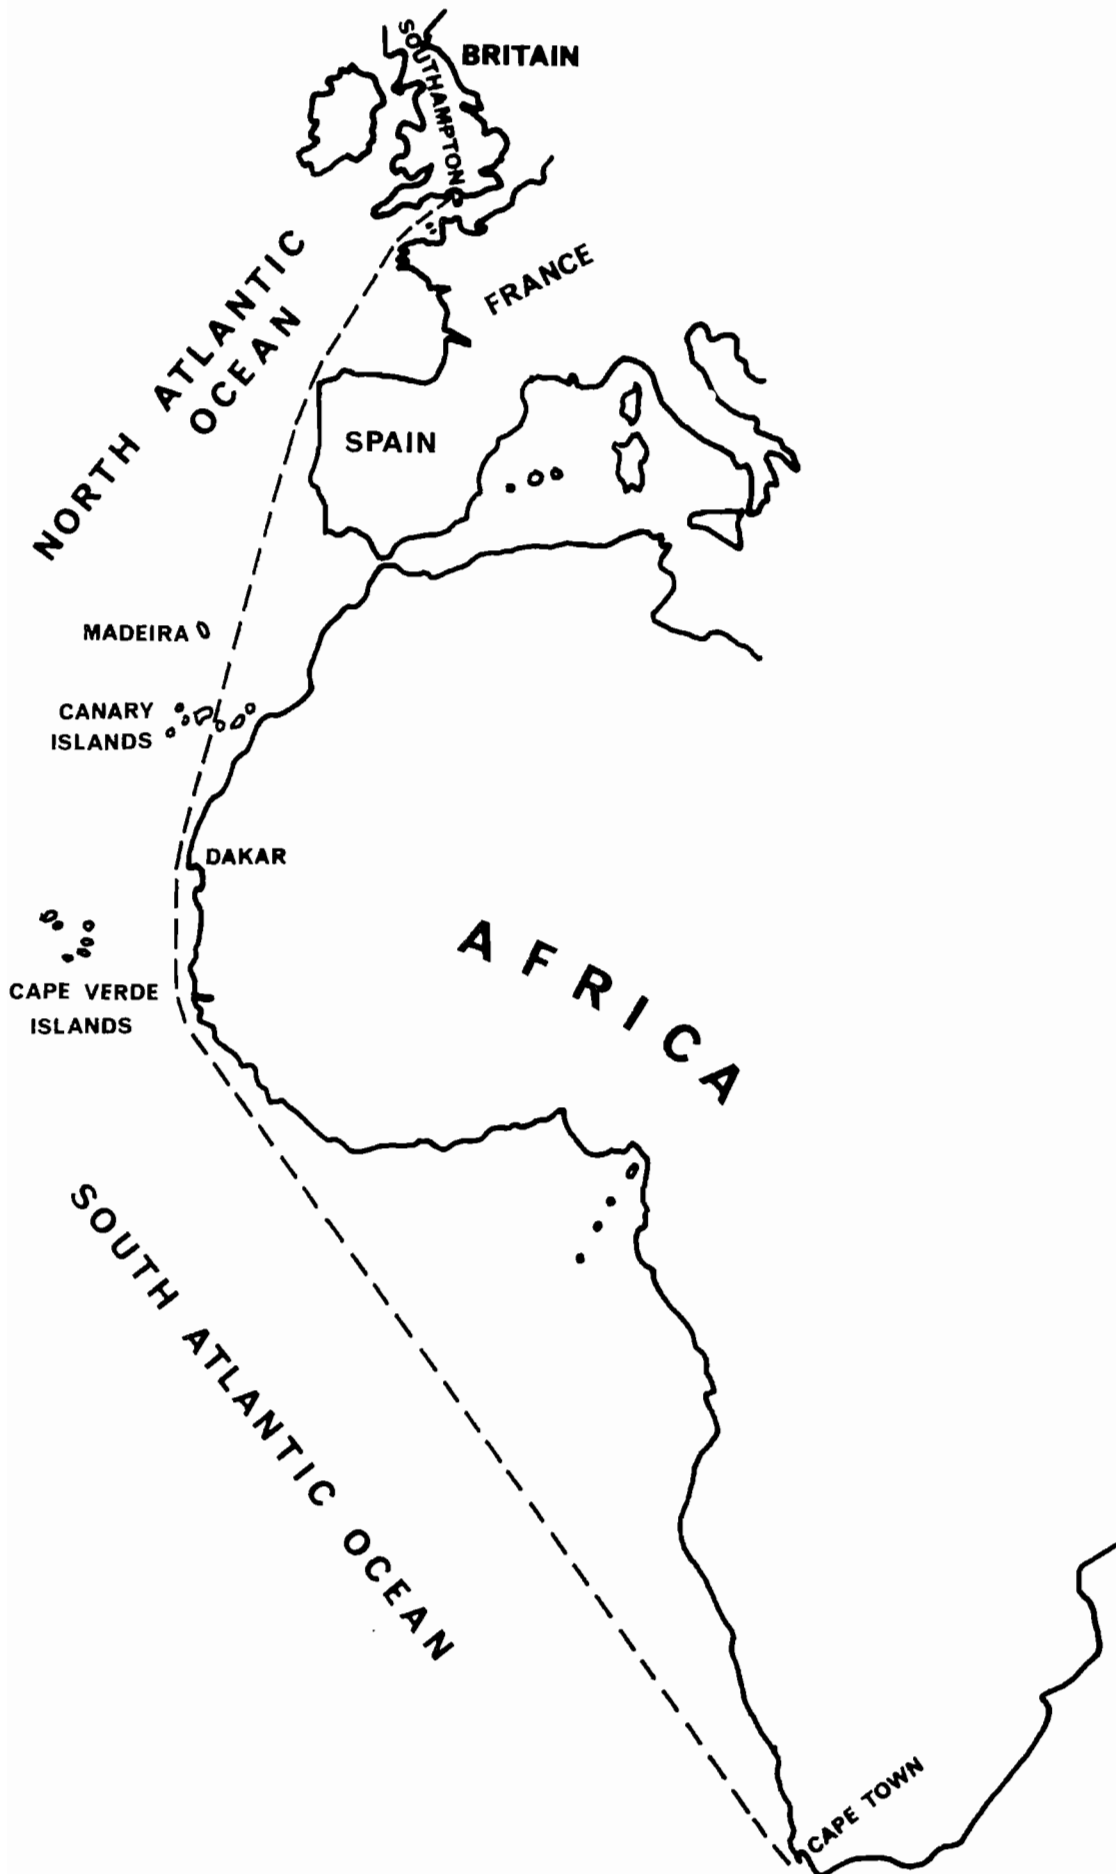 SOUTHAMPTON
BRITAIN
FRANCE
NORTH ATLANTIC
OCEAN
SPAIN
MADEIRA
CANARY
ISLANDS
DAKAR
AFRICA
CAPE VERDE
ISLANDS
SOUTH ATLANTIC OCEAN
CAPE TOWN